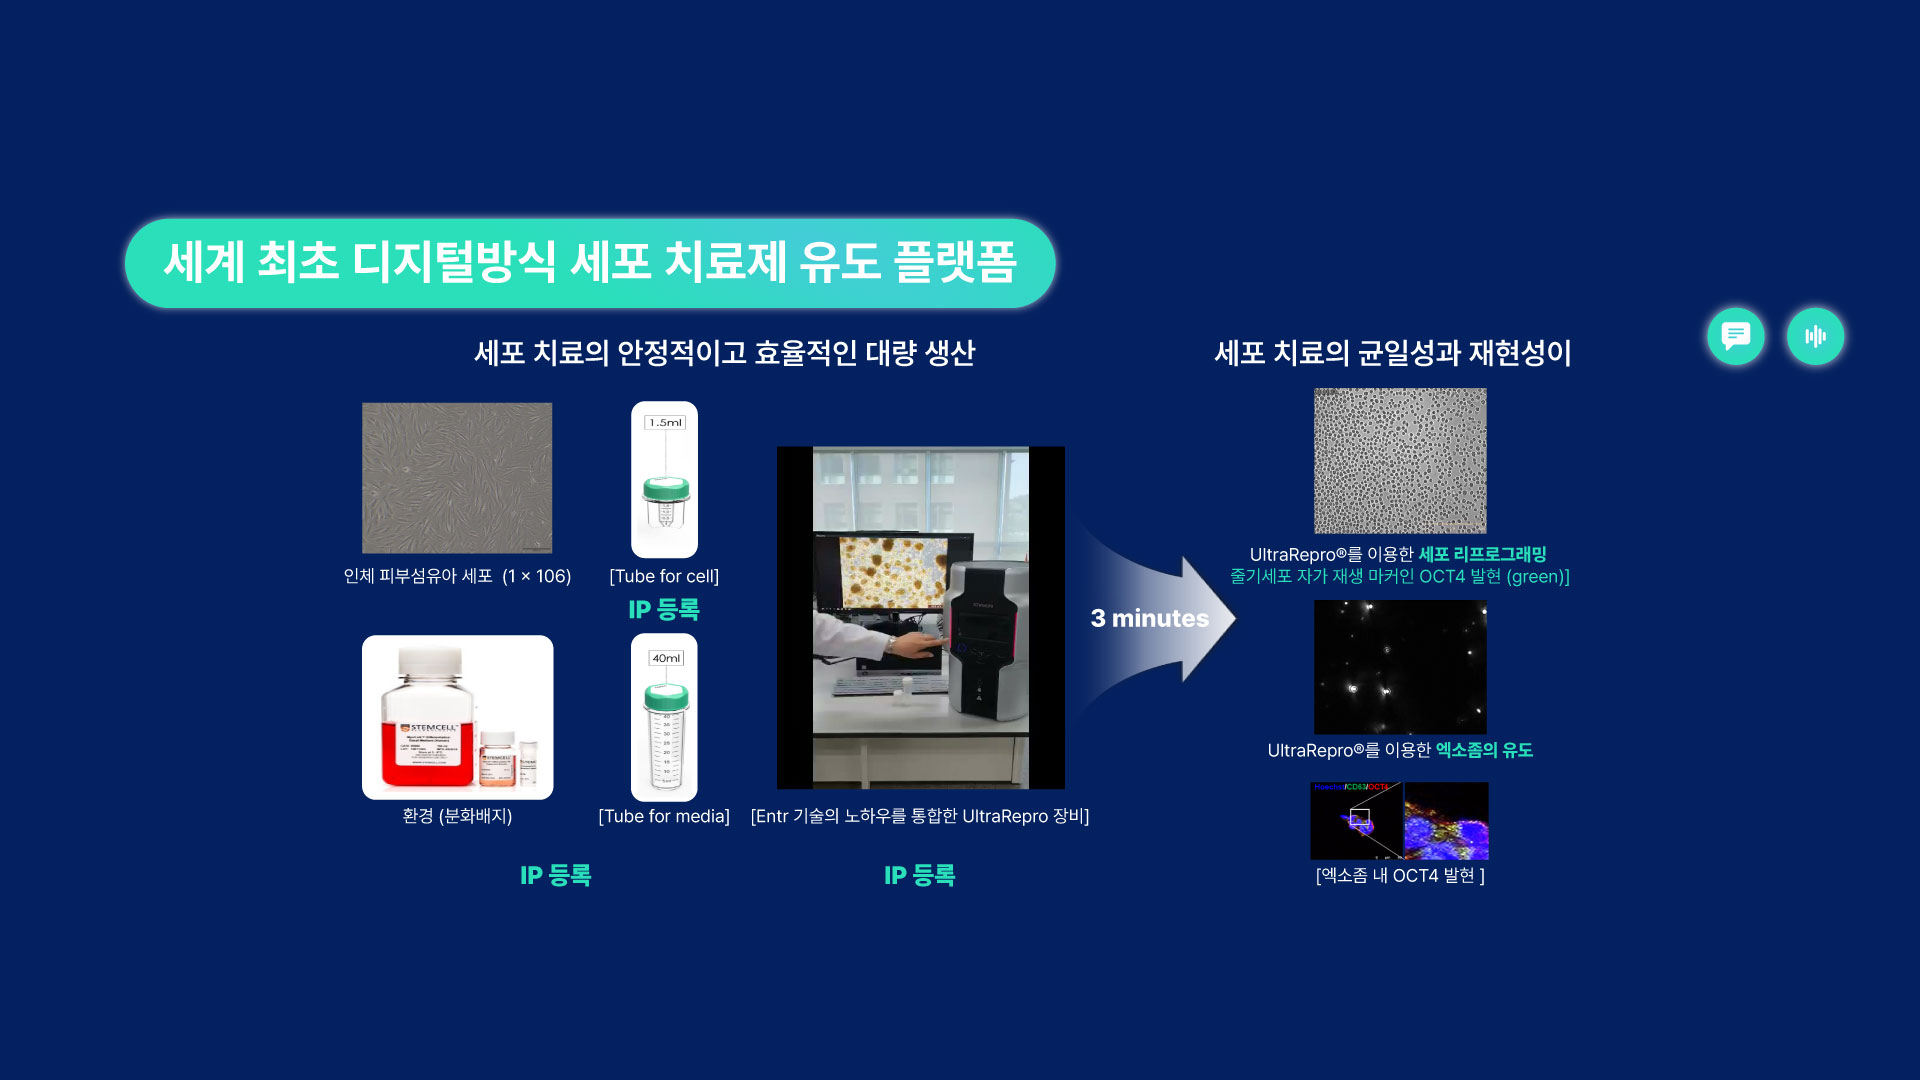 세계 최초 디지털방식 세포 치료제 유도 플랫폼
세포 치료의 안정적이고 효율적인 대량 생산
인체 피부섬유아 세포 (1 × 106)
1.5ml
[Tube for cell]
IP 등록
STEMCELL
환경 (분화배지)
40ml
[Tube for media]
IP 등록
[Entr 기술의 노하우를 통합한 UltraRepro 장비]
IP 등록
3 minutes
세포 치료의 균일성과 재현성이
UltraRepro®를 이용한 세포 리프로그래밍
줄기세포 자가 재생 마커인 OCT4 발현 (green)]
UltraRepro®를 이용한 엑소좀의 유도
/CD63/OCT4
[엑소좀 내 OCT4 발현 ]